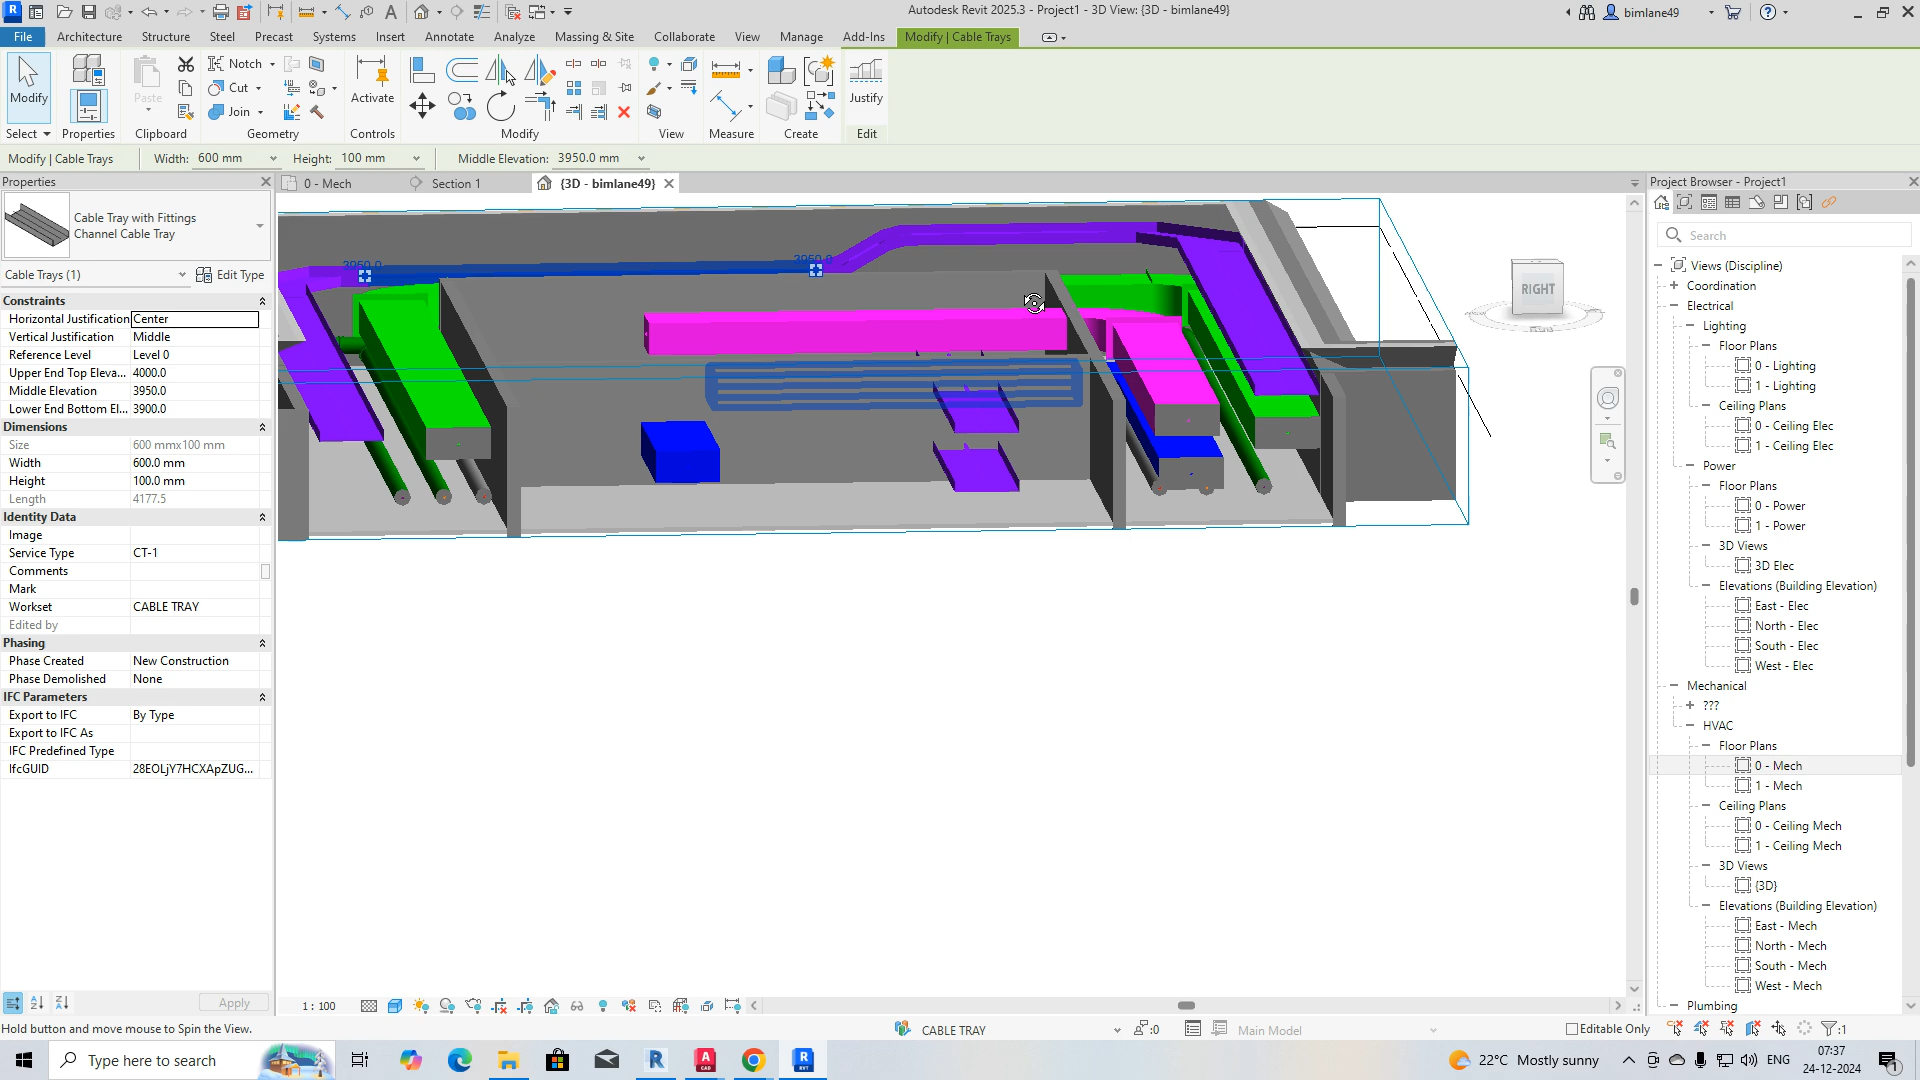 Autodesk Revit 2025.3 - Project1 - 3D View: {3D - bimlane49}
bimlane49
File Architecture Structure Steel Precast Systems Insert Annotate Analyze Massing & Site Collaborate View Manage Add-Ins Modify | Cable Trays
Modify Paste Notch Cut Join Activate Justify
Select Properties Clipboard Geometry Controls Modify View Measure Create Edit
Modify | Cable Trays Width: 600 mm Height: 100 mm Middle Elevation: 3950.0 mm
Properties
0 - Mech Section 1 {3D - bimlane49}
Cable Tray with Fittings
Channel Cable Tray
Cable Trays (1) Edit Type
Constraints
Horizontal Justification Center
Vertical Justification Middle
Reference Level Level 0
Upper End Top Eleva... 4000.0
Middle Elevation 3950.0
Lower End Bottom El... 3900.0
Dimensions
Size 600 mmx100 mm
Width 600.0 mm
Height 100.0 mm
Length 4177.5
Identity Data
Image
Service Type CT-1
Comments
Mark
Workset CABLE TRAY
Edited by
Phasing
Phase Created New Construction
Phase Demolished None
IFC Parameters
Export to IFC By Type
Export to IFC As
IFC Predefined Type
IfcGUID 28EOLjY7HCXApZUG...
Apply
3950.0 3950.0
RIGHT
Project Browser - Project1
Search
Views (Discipline)
Coordination
Electrical
Lighting
Floor Plans
0 - Lighting
1 - Lighting
Ceiling Plans
0 - Ceiling Elec
1 - Ceiling Elec
Power
Floor Plans
0 - Power
1 - Power
3D Views
3D Elec
Elevations (Building Elevation)
East - Elec
North - Elec
South - Elec
West - Elec
Mechanical
???
HVAC
Floor Plans
0 - Mech
1 - Mech
Ceiling Plans
0 - Ceiling Mech
1 - Ceiling Mech
3D Views
{3D}
Elevations (Building Elevation)
East - Mech
North - Mech
South - Mech
West - Mech
Plumbing
1 : 100
Hold button and move mouse to Spin the View.
CABLE TRAY :0 Main Model Editable Only :1
Type here to search
22°C Mostly sunny ENG
07:37
24-12-2024